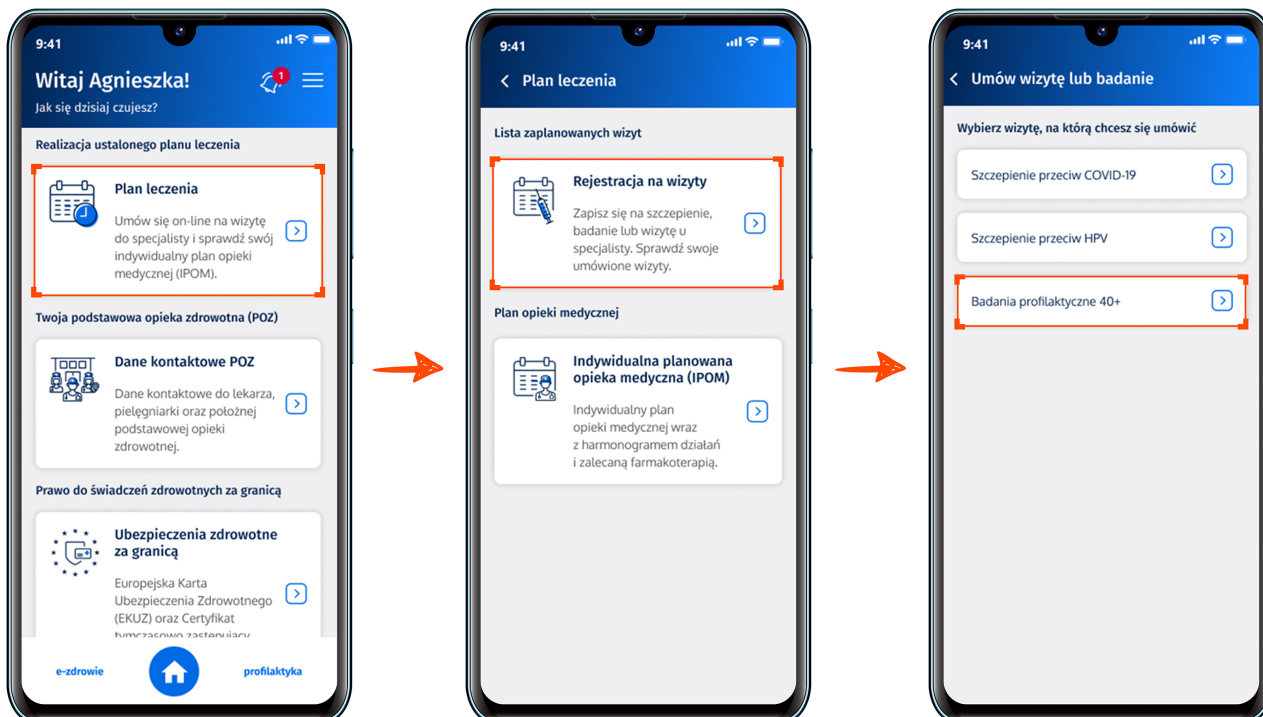 9:41
Witaj Agnieszka!
1
Jak się dzisiaj czujesz?
Realizacja ustalonego planu leczenia
Plan leczenia
Umów się on-line na wizytę
do specjalisty i sprawdź swój
indywidualny plan opieki
medycznej (IPOM).
Twoja podstawowa opieka zdrowotna (POZ)
Dane kontaktowe POZ
Dane kontaktowe do lekarza,
pielęgniarki oraz położnej
podstawowej opieki
zdrowotnej.
Prawo do świadczeń zdrowotnych za granicą
Ubezpieczenia zdrowotne
za granicą
Europejska Karta
Ubezpieczenia Zdrowotnego
(EKUZ) oraz Certyfikat
tymczasowo zastępujący
e-zdrowie
profilaktyka
9:41
Plan leczenia
Lista zaplanowanych wizyt
Rejestracja na wizyty
Zapisz się na szczepienie,
badanie lub wizytę u
specjalisty. Sprawdź swoje
umówione wizyty.
Plan opieki medycznej
Indywidualna planowana
opieka medyczna (IPOM)
Indywidualny plan
opieki medycznej wraz
z harmonogramem działań
i zalecaną farmakoterapią.
9:41
Umów wizytę lub badanie
Wybierz wizytę, na którą chcesz się umówić
Szczepienie przeciw COVID-19
Szczepienie przeciw HPV
Badania profilaktyczne 40+